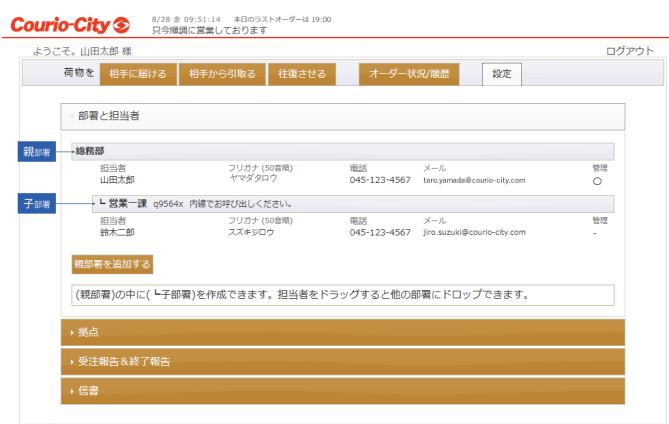 Courio-City
8/28 金 09:51:14 本日のラストオーダーは 19:00
只今順調に営業しております
ようこそ。山田太郎 様 ログアウト
荷物を 相手に届ける 相手から引取る 往復させる オーダー状況/履歴 設定
部署と担当者
親部署 総務部
担当者 フリガナ (50音順)電話 メール 管理
山田太郎 ヤマダタロウ 045-123-4567 taro.yamada@courio-city.com ○
子部署 ┗ 営業一課 q9564x 内線でお呼び出しください。
担当者 フリガナ (50音順) 電話 メール 管理
鈴木二郎 スズキジロウ 045-123-4567 jiro.suzuki@courio-city.com -
親部署を追加する
(親部署)の中に( ┗子部署)を作成できます。担当者をドラッグすると他の部署にドロップできます。
拠点
受注報告&終了報告
信書